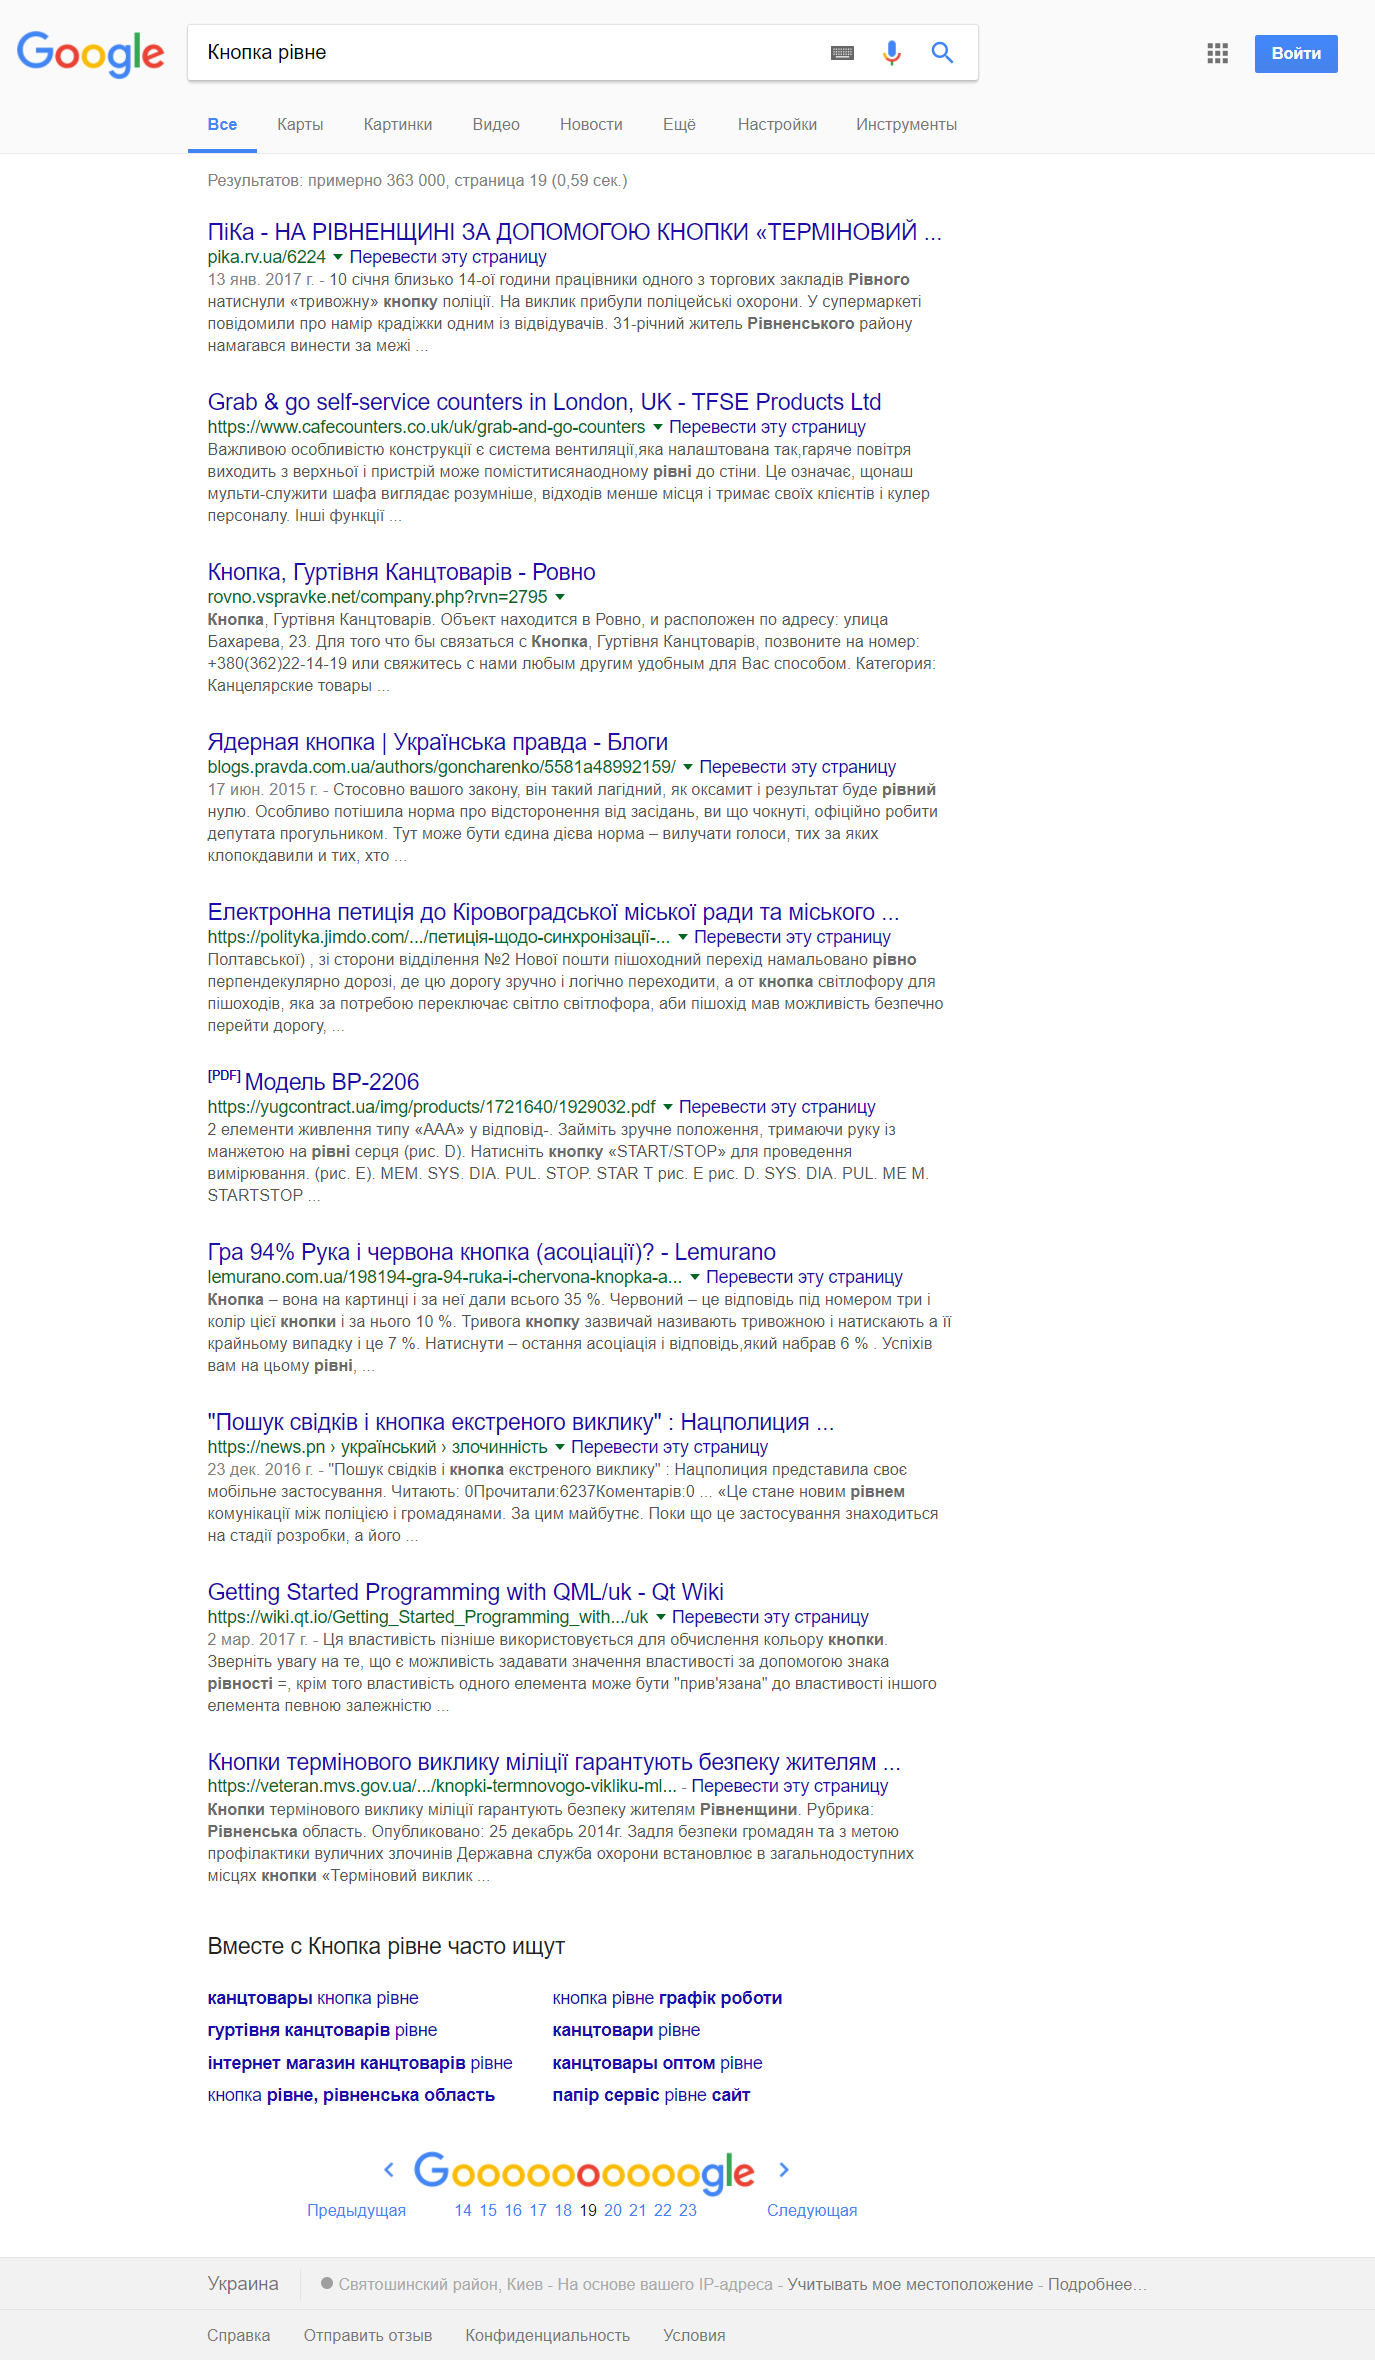 Google
Кнопка рівне
Войти
Все Карты Картинки Видео Новости Ещё Настройки Инструменты
Результатов: примерно 363 000, страница 19 (0,59 сек.)
ПіКа - НА РІВНЕНЩИНІ ЗА ДОПОМОГОЮ КНОПКИ «ТЕРМІНОВИЙ ...
pika.rv.ua/6224 Перевести эту страницу
13 янв. 2017 г. - 10 січня близько 14-ої години працівники одного з торгових закладів Рівного
натиснули «тривожну» кнопку поліції. На виклик прибули поліцейські охорони. У супермаркеті
повідомили про намір крадіжки одним із відвідувачів. 31-річний житель Рівненського району
намагався винести за межі ...
Grab & go self-service counters in London, UK - TFSE Products Ltd
https://www.cafecounters.co.uk/uk/grab-and-go-counters Перевести эту страницу
Важливою особливістю конструкції є система вентиляції,яка налаштована так,гаряче повітря
виходить з верхньої і пристрій може поміститисянаодному рівні до стіни. Це означає, щонаш
мульти-служити шафа виглядає розумніше, відходів менше місця і тримає своїх клієнтів і кулер
персоналу. Інші функції ...
Кнопка, Гуртівня Канцтоварів - Ровно
rovno.vspravke.net/company.php?rvn=2795
Кнопка, Гуртівня Канцтоварів. Объект находится в Ровно, и расположен по адресу: улица
Бахарева, 23. Для того что бы связаться с Кнопка, Гуртівня Канцтоварів, позвоните на номер:
+380(362)22-14-19 или свяжитесь с нами любым другим удобным для Вас способом. Категория:
Канцелярские товары ...
Ядерная кнопка | Українська правда - Блоги
blogs.pravda.com.ua/authors/goncharenko/5581a48992159/ Перевести эту страницу
17 июн. 2015 г. - Стосовно вашого закону, він такий лагідний, як оксамит і результат буде рівний
нулю. Особливо потішила норма про відсторонення від засідань, ви що чокнуті, офіційно робити
депутата прогульником. Тут може бути єдина дієва норма – вилучати голоси, тих за яких
клопокдавили и тих, хто ...
Електронна петиція до Кіровоградської міської ради та міського ...
https://polityka.jimdo.com/.../петиція-щодо-синхронізації-... Перевести эту страницу
Полтавської) , зі сторони відділення №2 Нової пошти пішоходний перехід намальовано рівно
перпендекулярно дорозі, де цю дорогу зручно і логічно переходити, а от кнопка світлофору для
пішоходів, яка за потребою переключає світло світлофора, аби пішохід мав можливість безпечно
перейти дорогу, ...
[PDF] Модель BP-2206
https://yugcontract.ua/img/products/1721640/1929032.pdf Перевести эту страницу
2 елементи живлення типу «ААА» у відповід-. Займіть зручне положення, тримаючи руку із
манжетою на рівні серця (рис. D). Натисніть кнопку «START/STOP» для проведення
вимірювання. (рис. E). MEM. SYS. DIA. PUL. STOP. STAR T рис. E рис. D. SYS. DIA. PUL. ME M.
STARTSTOP ...
Гра 94% Рука і червона кнопка (асоціації)? - Lemurano
lemurano.com.ua/198194-gra-94-ruka-i-chervona-knopka-a... Перевести эту страницу
Кнопка – вона на картинці і за неї дали всього 35 %. Червоний – це відповідь під номером три і
колір цієї кнопки і за нього 10 %. Тривога кнопку зазвичай називають тривожною і натискають а її
крайньому випадку і це 7 %. Натиснути – остання асоціація і відповідь,який набрав 6 % . Успіхів
вам на цьому рівні, ...
"Пошук свідків і кнопка екстреного виклику" : Нацполиция ...
https://news.pn › український › злочинність Перевести эту страницу
23 дек. 2016 г. - "Пошук свідків і кнопка екстреного виклику" : Нацполиция представила своє
мобільне застосування. Читають: 0Прочитали:6237Коментарів:0 ... «Це стане новим рівнем
комунікації між поліцією і громадянами. За цим майбутнє. Поки що це застосування знаходиться
на стадії розробки, а його ...
Getting Started Programming with QML/uk - Qt Wiki
https://wiki.qt.io/Getting_Started_Programming_with.../uk Перевести эту страницу
2 мар. 2017 г. - Ця властивість пізніше використовується для обчислення кольору кнопки.
Зверніть увагу на те, що є можливість задавати значення властивості за допомогою знака
рівності =, крім того властивість одного елемента може бути "прив'язана" до властивості іншого
елемента певною залежністю ...
Кнопки термінового виклику міліції гарантують безпеку жителям ...
https://veteran.mvs.gov.ua/.../knopki-termnovogo-vikliku-ml... - Перевести эту страницу
Кнопки термінового виклику міліції гарантують безпеку жителям Рівненщини. Рубрика:
Рівненська область. Опубликовано: 25 декабрь 2014г. Задля безпеки громадян та з метою
профілактики вуличних злочинів Державна служба охорони встановлює в загальнодоступних
місцях кнопки «Терміновий виклик ...
Вместе с Кнопка рівне часто ищут
канцтовары кнопка рівне кнопка рівне графік роботи
гуртівня канцтоварів рівне канцтовари рівне
інтернет магазин канцтоварів рівне канцтовары оптом рівне
кнопка рівне, рівненська область папір сервіс рівне сайт
Goooooooooogle
Предыдущая 14 15 16 17 18 19 20 21 22 23 Следующая
Украина Святошинский район, Киев - На основе вашего IP-адреса - Учитывать мое местоположение - Подробнее...
Справка Отправить отзыв Конфиденциальность Условия